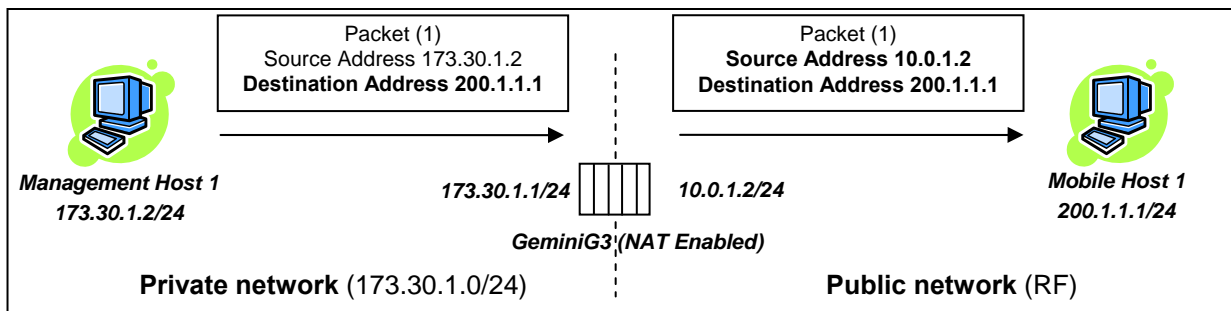 Packet (1)
Source Address 173.30.1.2
Destination Address 200.1.1.1
Packet (1)
Source Address 10.0.1.2
Destination Address 200.1.1.1
Management Host 1
173.30.1.2/24
173.30.1.1/24
10.0.1.2/24
Mobile Host 1
200.1.1.1/24
GeminiG3 (NAT Enabled)
Private network (173.30.1.0/24)
Public network (RF)